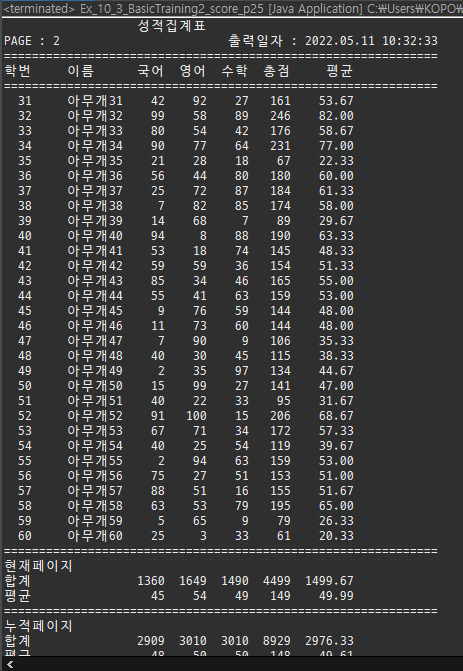 <terminated> Ex_10_3_BasicTraining2_score_p25 [Java Application] C:₩Users₩KOPO₩
성적집계표
PAGE : 2 출력일자 : 2022.05.11 10:32:33
==========================================================
학번 이름 국어 영어 수학 총점 평균
==========================================================
31 아무개31 42 92 27 161 53.67
32 아무개32 99 58 89 246 82.00
33 아무개33 80 54 42 176 58.67
34 아무개34 90 77 64 231 77.00
35 아무개35 21 28 18 67 22.33
36 아무개36 56 44 80 180 60.00
37 아무개37 25 72 87 184 61.33
38 아무개38 7 82 85 174 58.00
39 아무개39 14 68 7 89 29.67
40 아무개40 94 8 88 190 63.33
41 아무개41 53 18 74 145 48.33
42 아무개42 59 59 36 154 51.33
43 아무개43 85 34 46 165 55.00
44 아무개44 55 41 63 159 53.00
45 아무개45 9 76 59 144 48.00
46 아무개46 11 73 60 144 48.00
47 아무개47 7 90 9 106 35.33
48 아무개48 40 30 45 115 38.33
49 아무개49 2 35 97 134 44.67
50 아무개50 15 99 27 141 47.00
51 아무개51 40 22 33 95 31.67
52 아무개52 91 100 15 206 68.67
53 아무개53 67 71 34 172 57.33
54 아무개54 40 25 54 119 39.67
55 아무개55 2 94 63 159 53.00
56 아무개56 75 27 51 153 51.00
57 아무개57 88 51 16 155 51.67
58 아무개58 63 53 79 195 65.00
59 아무개59 5 65 9 79 26.33
60 아무개60 25 3 33 61 20.33
==========================================================
현재페이지
합계 1360 1649 1490 4499 1499.67
평균 45 54 49 149 49.99
==========================================================
누적페이지
합계 2909 3010 3010 8929 2976.33
평균 48 50 50 148 49.61